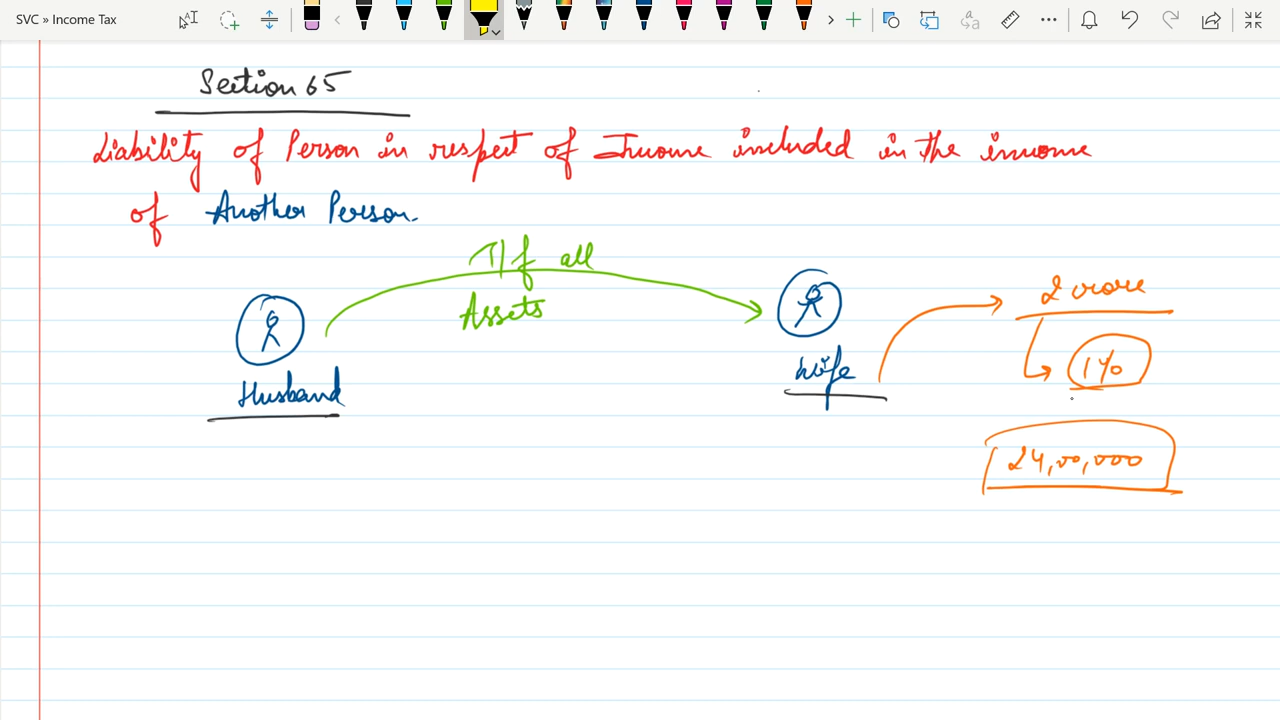 SVC » Income Tax
Section 65
Liability of Person in respect of Income included in the income
of Another Person.
T/f all
Assets
Husband
Wife
2 crore
1%
24,00,000